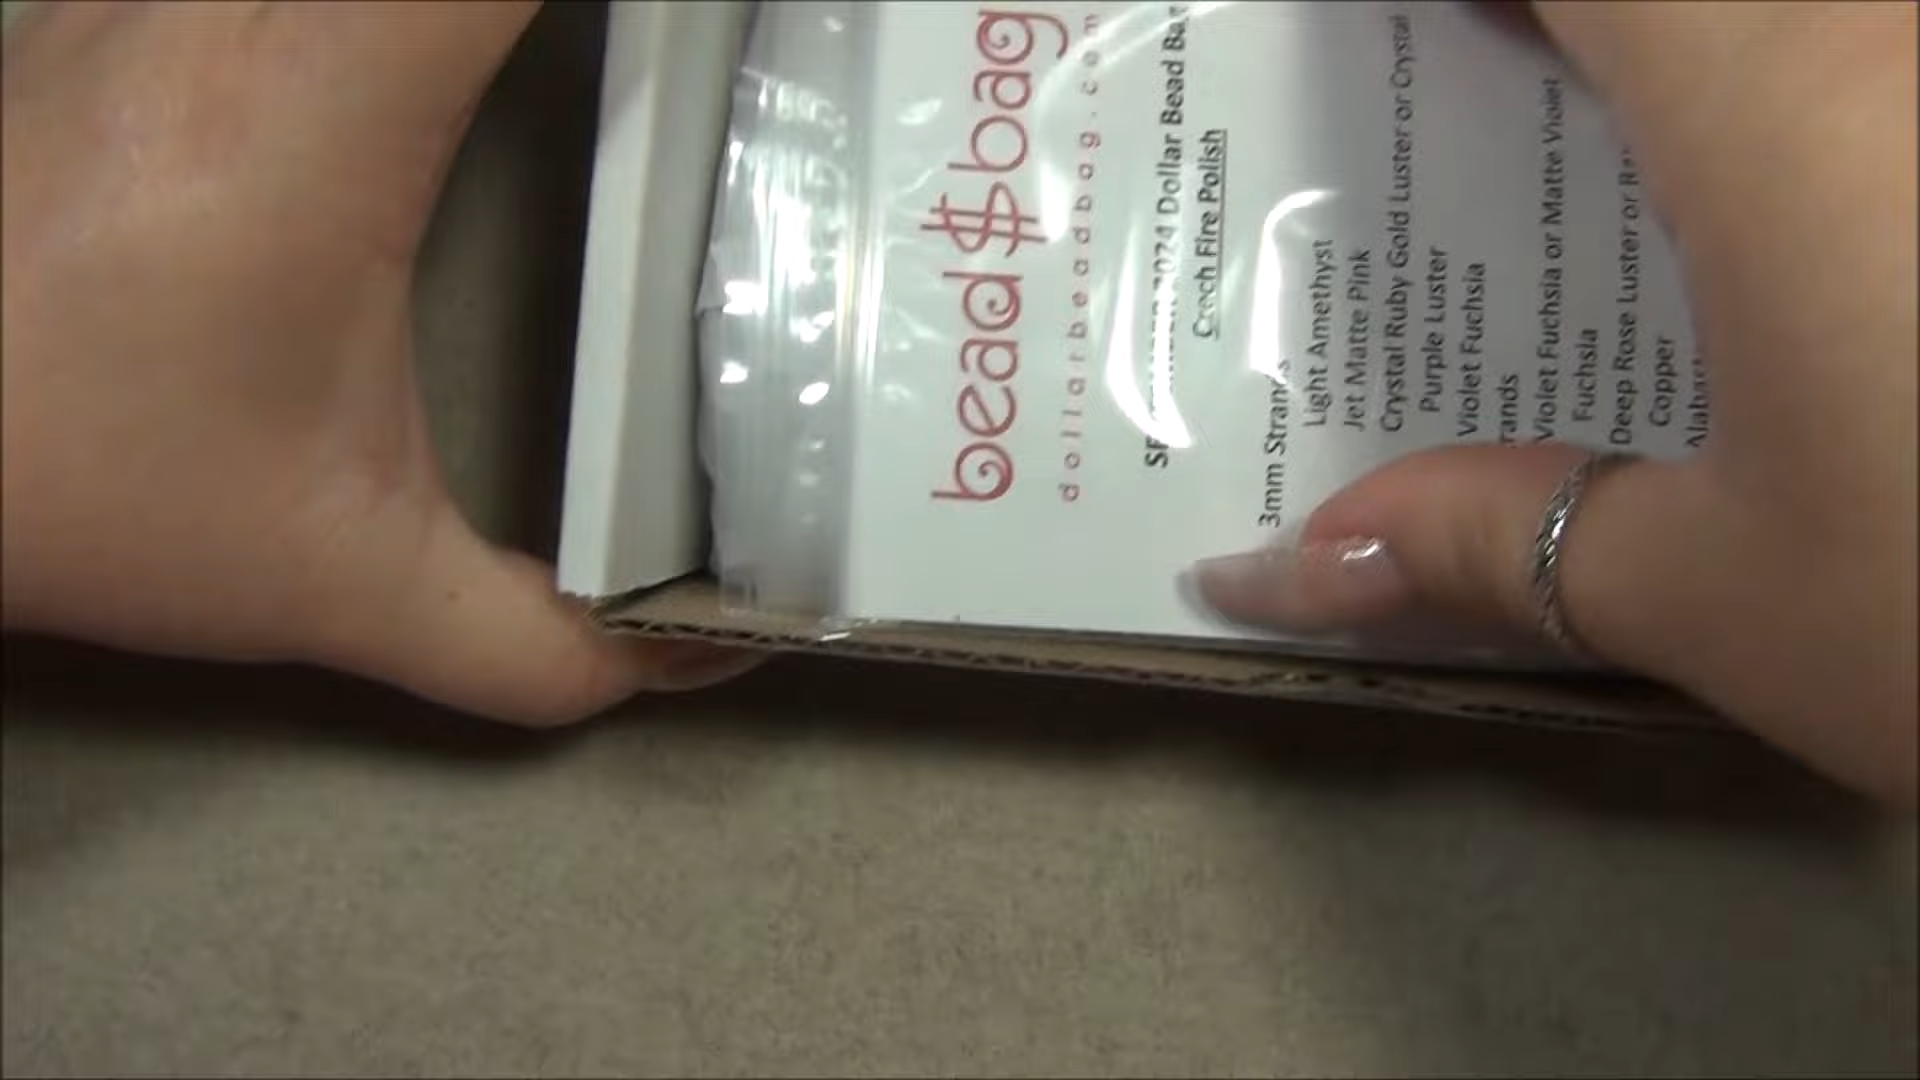 bead$bag
dollarbeadbag.com
2024 Dollar Bead Bag
Czech Fire Polish
3mm Strands
Light Amethyst
Jet Matte Pink
Crystal Ruby Gold Luster or Crystal
Purple Luster
Violet Fuchsia
Violet Fuchsia or Matte Violet
Fuchsia
Deep Rose Luster or
Copper